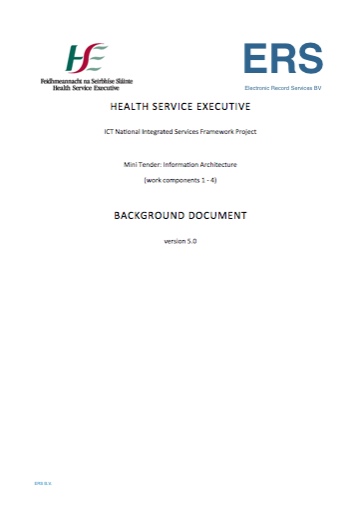 HSE
Feidhmeannacht na Seirbhíse Sláinte
Health Service Executive
ERS
Electronic Record Services BV
HEALTH SERVICE EXECUTIVE
ICT National Integrated Services Framework Project
Mini Tender: Information Architecture
(work components 1 - 4)
BACKGROUND DOCUMENT
version 5.0
ERS B.V.